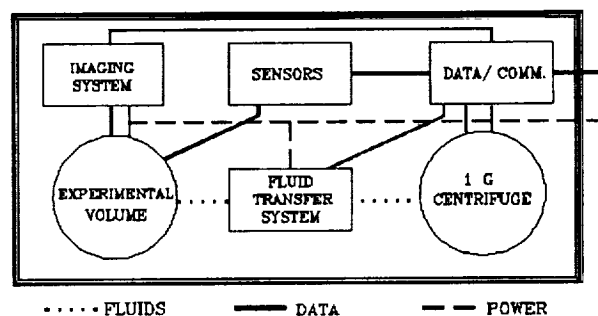 IMAGING
SYSTEM
SENSORS
DATA/ COMM.
EXPERIMENTAL
VOLUME
FLUID
TRANSFER
SYSTEM
1 G
CENTRIFUGE
FLUIDS
DATA
POWER